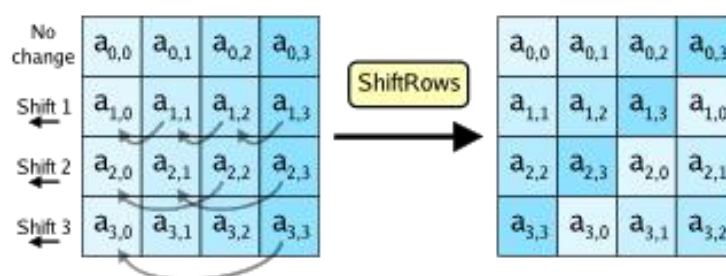 No
change
a0,0 a0,1 a0,2 a0,3
Shift 1
a1,0 a1,1 a1,2 a1,3
Shift 2
a2,0 a2,1 a2,2 a2,3
Shift 3
a3,0 a3,1 a3,2 a3,3
ShiftRows
a0,0 a0,1 a0,2 a0,3
a1,1 a1,2 a1,3 a1,0
a2,2 a2,3 a2,0 a2,1
a3,3 a3,0 a3,1 a3,2